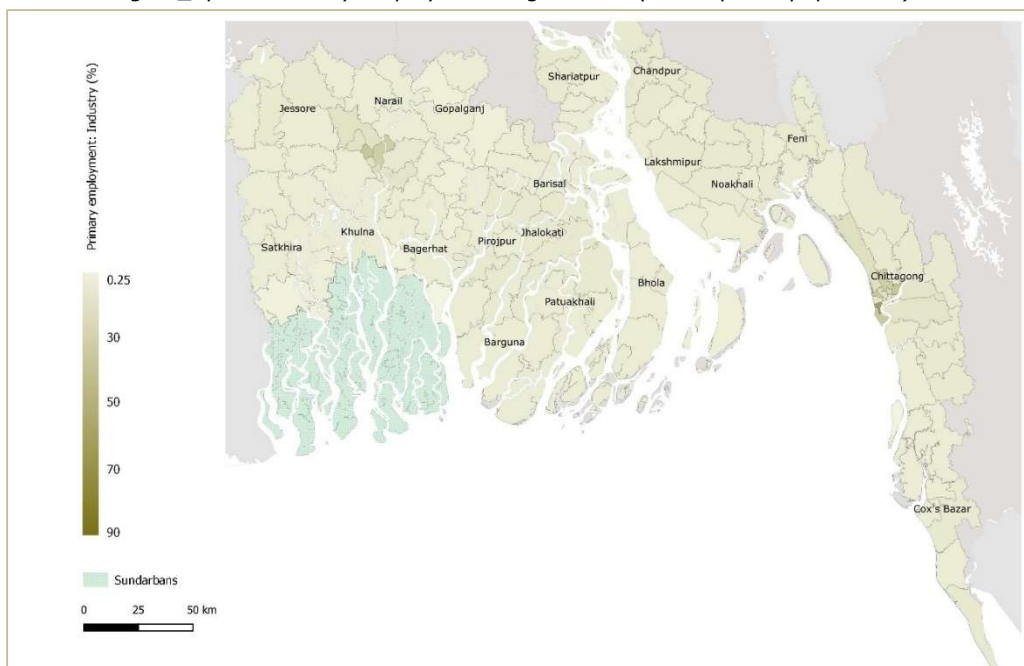 Primary employment: Industry (%)
0.25
30
50
70
90
Sundarbans
0 25 50 km
Shariatpur
Chandpur
Jessore
Narail
Gopalganj
Feni
Lakshmipur
Barisal
Noakhali
Khulna
Jhalokati
Satkhira
Bagerhat
Pirojpur
Chittagong
Bhola
Patuakhali
Barguna
Cox's Bazar